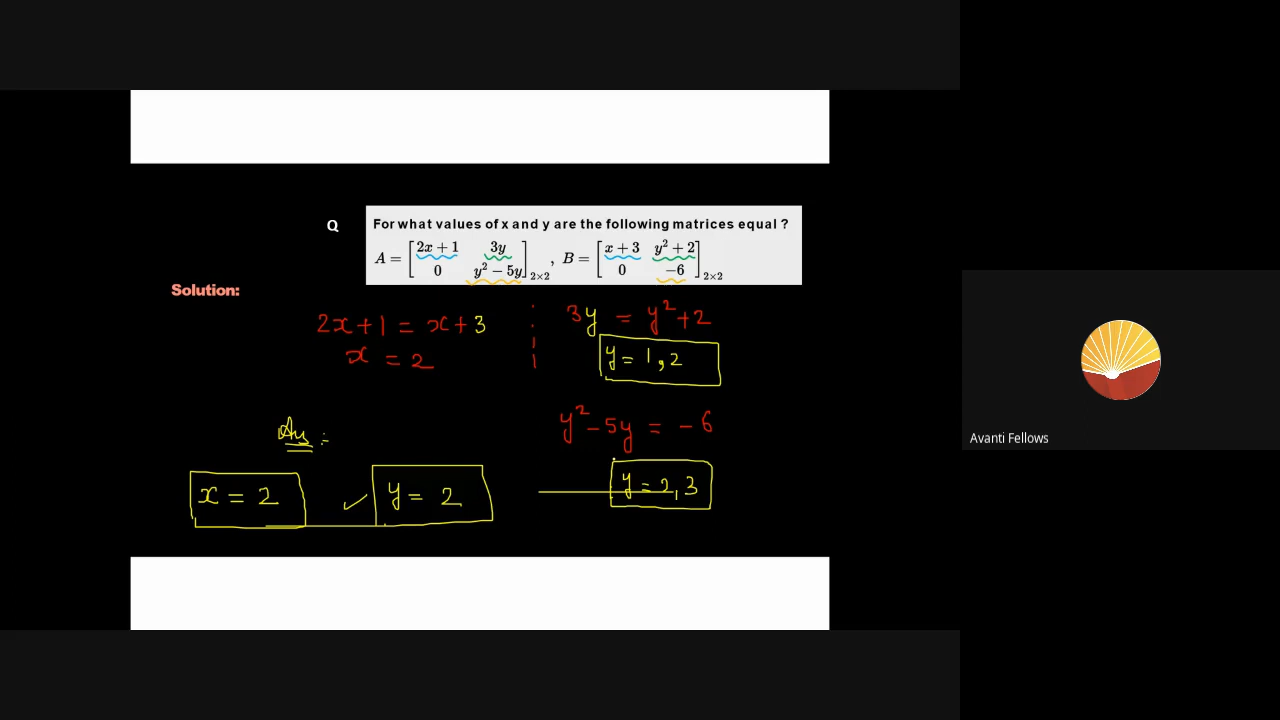 Q For what values of x and y are the following matrices equal ?
A = [2x + 1 3y
0 y² − 5y]2×2 , B = [x + 3 y² + 2
0 −6]2×2
Solution:
2x+1 = x+3
x = 2
3y = y²+2
y = 1,2
y²-5y = -6
y = 2,3
Ans :
x = 2 ✓ y = 2
Avanti Fellows